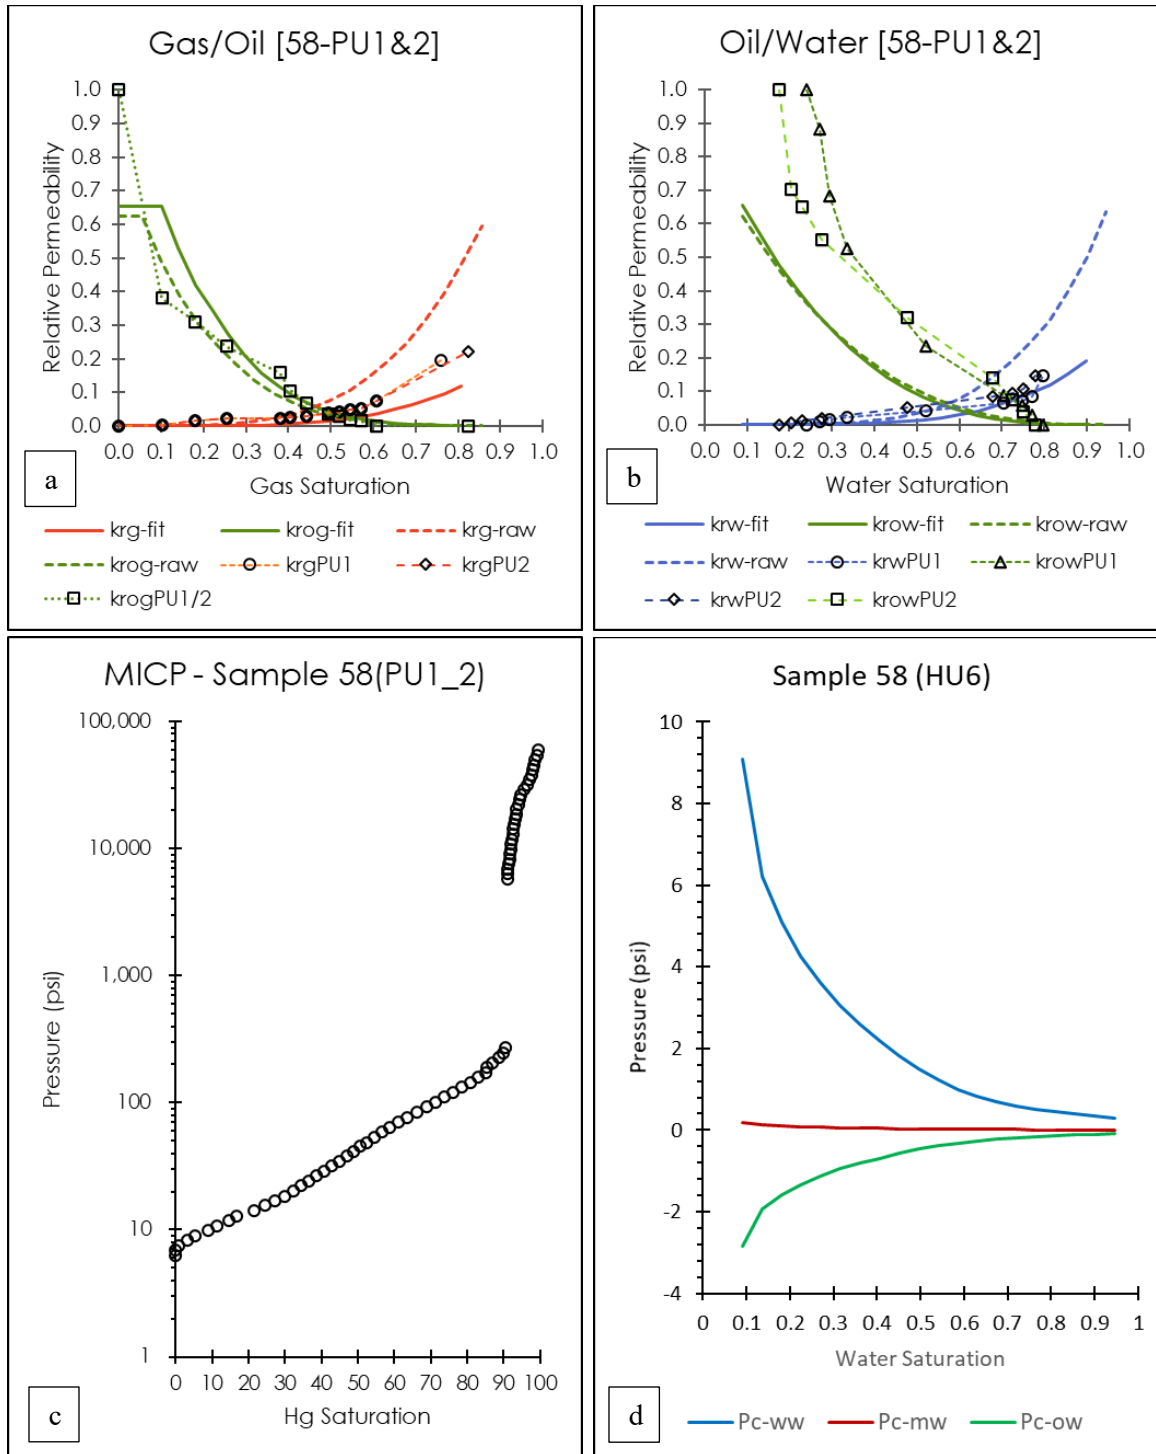 Gas/Oil [58-PU1&2]
1.0
0.9
0.8
0.7
0.6
0.5
0.4
0.3
0.2
0.1
0.0
Relative Permeability
0.0 0.1 0.2 0.3 0.4 0.5 0.6 0.7 0.8 0.9 1.0
Gas Saturation
a
krg-fit krog-fit krg-raw
krog-raw krgPU1 krgPU2
krogPU1/2
Oil/Water [58-PU1&2]
1.0
0.9
0.8
0.7
0.6
0.5
0.4
0.3
0.2
0.1
0.0
Relative Permeability
0.0 0.1 0.2 0.3 0.4 0.5 0.6 0.7 0.8 0.9 1.0
Water Saturation
b
krw-fit krow-fit krow-raw
krw-raw krwPU1 krowPU1
krwPU2 krowPU2
MICP - Sample 58(PU1_2)
100,000
10,000
1,000
100
10
1
Pressure (psi)
0 10 20 30 40 50 60 70 80 90 100
Hg Saturation
c
Sample 58 (HU6)
10
8
6
4
2
0
-2
-4
Pressure (psi)
0 0.1 0.2 0.3 0.4 0.5 0.6 0.7 0.8 0.9 1
Water Saturation
d
Pc-ww Pc-mw Pc-ow